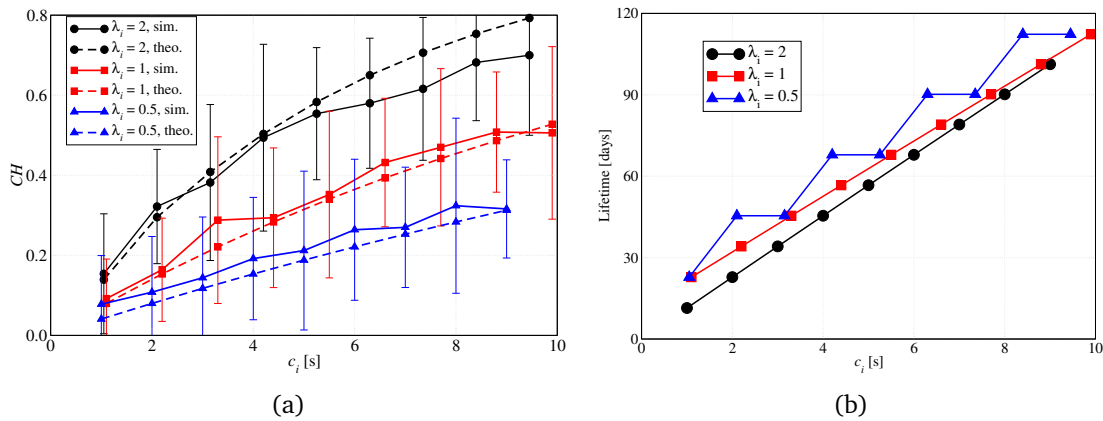 0.8
0.6
0.4
0.2
0.0
CH
λi = 2, sim.
λi = 2, theo.
λi = 1, sim.
λi = 1, theo.
λi = 0.5, sim.
λi = 0.5, theo.
0 2 4 6 8 10
ci [s]
(a)
120
90
60
30
0
Lifetime [days]
λi = 2
λi = 1
λi = 0.5
0 2 4 6 8 10
ci [s]
(b)